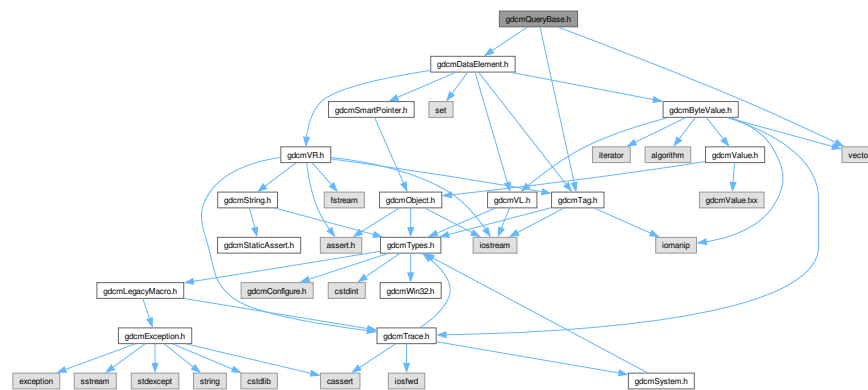 gdcmQueryBase.h
gdcmDataElement.h
gdcmSmartPointer.h
set
gdcmByteValue.h
gdcmVR.h
iterator
algorithm
gdcmValue.h
vector
gdcmString.h
fstream
gdcmObject.h
gdcmVL.h
gdcmTag.h
gdcmValue.txx
gdcmStaticAssert.h
assert.h
gdcmTypes.h
iostream
iomanip
gdcmLegacyMacro.h
gdcmConfigure.h
cstdint
gdcmWin32.h
gdcmException.h
gdcmTrace.h
exception
sstream
stdexcept
string
cstdlib
cassert
iosfwd
gdcmSystem.h